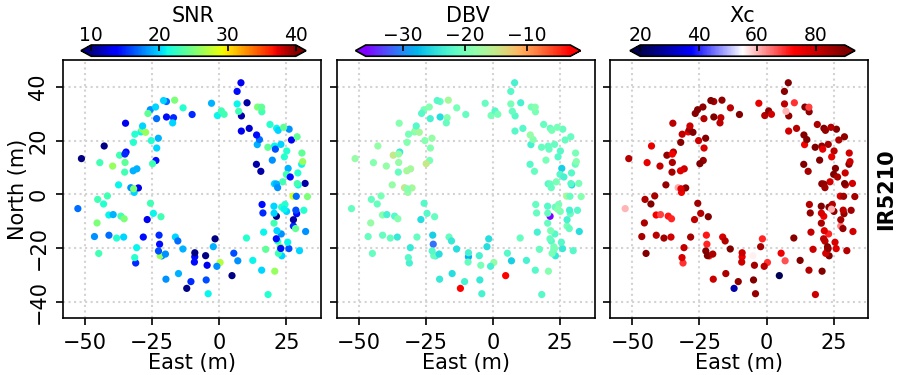 SNR
DBV
Xc
10 20 30 40
−30 −20 −10
20 40 60 80
North (m)
40
20
0
−20
−40
−50 −25 0 25
−50 −25 0 25
−50 −25 0 25
East (m)
East (m)
East (m)
IR5210